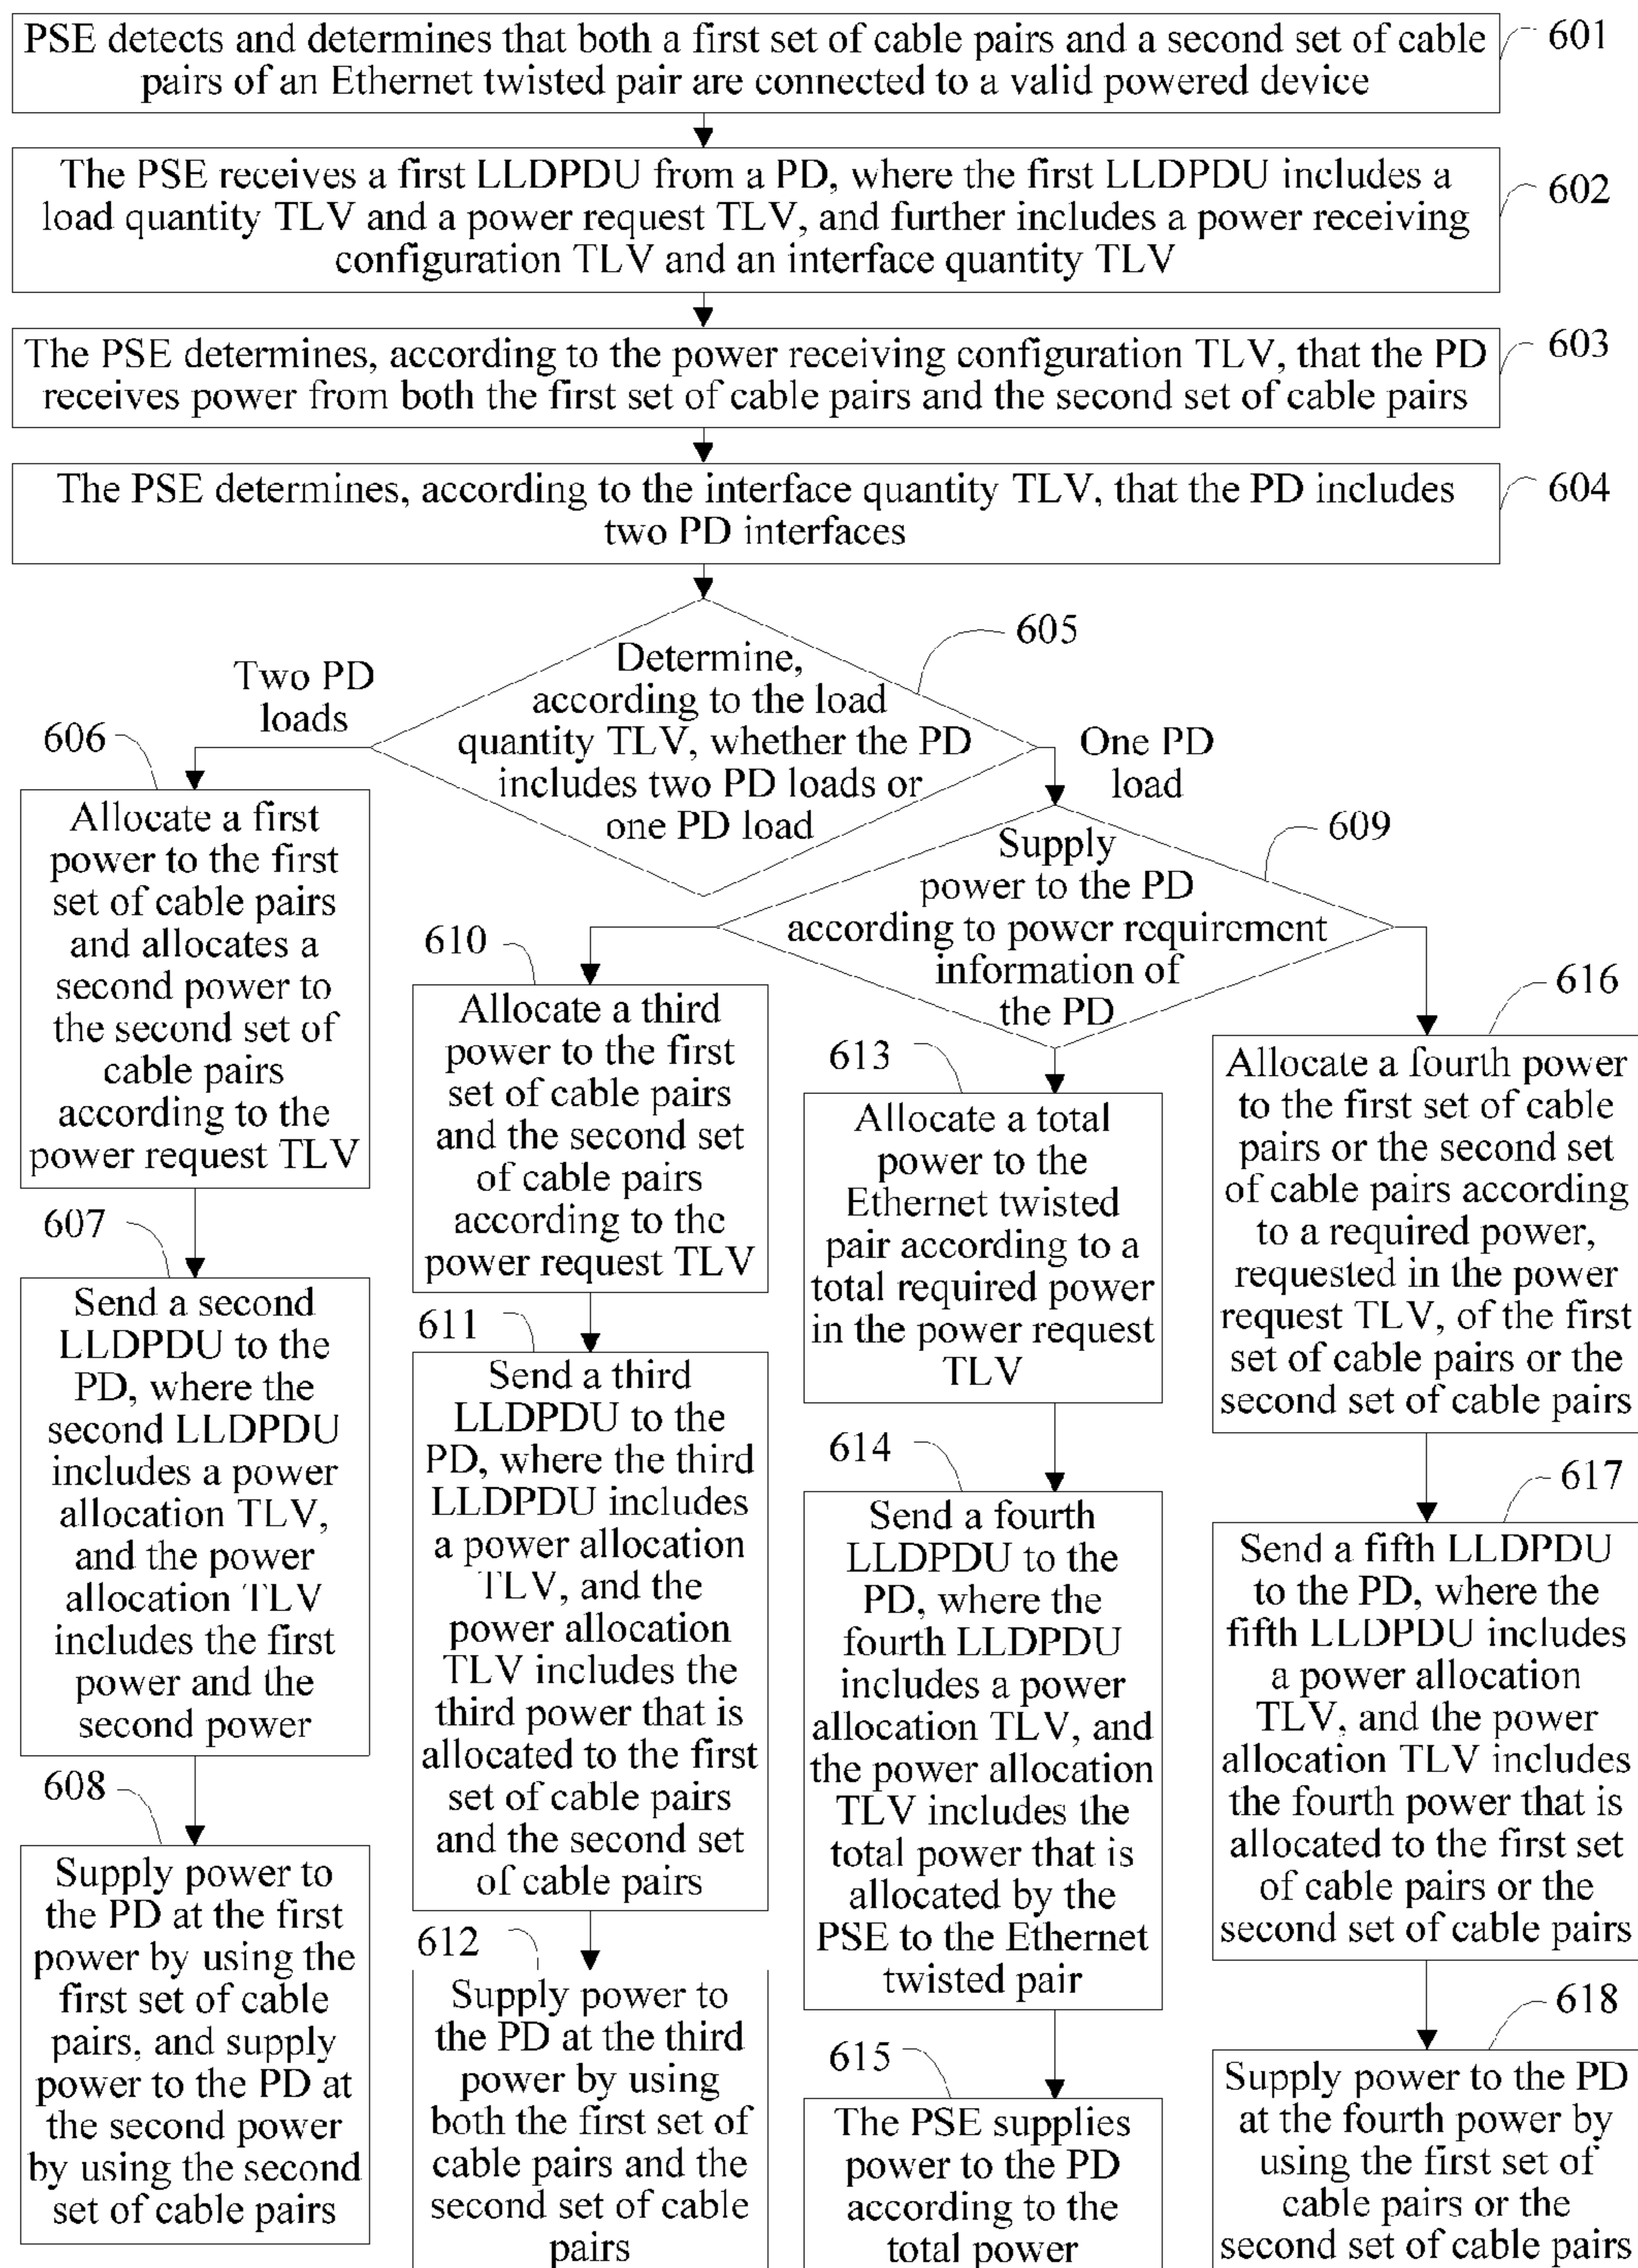 PSE detects and determines that both a first set of cable pairs and a second set of cable
pairs of an Ethernet twisted pair are connected to a valid powered device
601
The PSE receives a first LLDPDU from a PD, where the first LLDPDU includes a
load quantity TLV and a power request TLV, and further includes a power receiving
configuration TLV and an interface quantity TLV
602
The PSE determines, according to the power receiving configuration TLV, that the PD
receives power from both the first set of cable pairs and the second set of cable pairs
603
The PSE determines, according to the interface quantity TLV, that the PD includes
two PD interfaces
604
Determine,
according to the load
quantity TLV, whether the PD
includes two PD loads or
one PD load
605
Two PD
loads
One PD
load
606
Allocate a first
power to the first
set of cable pairs
and allocates a
second power to
the second set of
cable pairs
according to the
power request TLV
607
Send a second
LLDPDU to the
PD, where the
second LLDPDU
includes a power
allocation TLV,
and the power
allocation TLV
includes the first
power and the
second power
608
Supply power to
the PD at the first
power by using the
first set of cable
pairs, and supply
power to the PD at
the second power
by using the second
set of cable pairs
Supply
power to the PD
according to power requirement
information of
the PD
609
610
Allocate a third
power to the first
set of cable pairs
and the second set
of cable pairs
according to the
power request TLV
611
Send a third
LLDPDU to the
PD, where the third
LLDPDU includes
a power allocation
TLV, and the
power allocation
TLV includes the
third power that is
allocated to the first
set of cable pairs
and the second set
of cable pairs
612
Supply power to
the PD at the third
power by using
both the first set of
cable pairs and the
second set of cable
pairs
613
Allocate a total
power to the
Ethernet twisted
pair according to a
total required power
in the power request
TLV
614
Send a fourth
LLDPDU to the
PD, where the
fourth LLDPDU
includes a power
allocation TLV, and
the power allocation
TLV includes the
total power that is
allocated by the
PSE to the Ethernet
twisted pair
615
The PSE supplies
power to the PD
according to the
total power
616
Allocate a fourth power
to the first set of cable
pairs or the second set
of cable pairs according
to a required power,
requested in the power
request TLV, of the first
set of cable pairs or the
second set of cable pairs
617
Send a fifth LLDPDU
to the PD, where the
fifth LLDPDU includes
a power allocation
TLV, and the power
allocation TLV includes
the fourth power that is
allocated to the first set
of cable pairs or the
second set of cable pairs
618
Supply power to the PD
at the fourth power by
using the first set of
cable pairs or the
second set of cable pairs